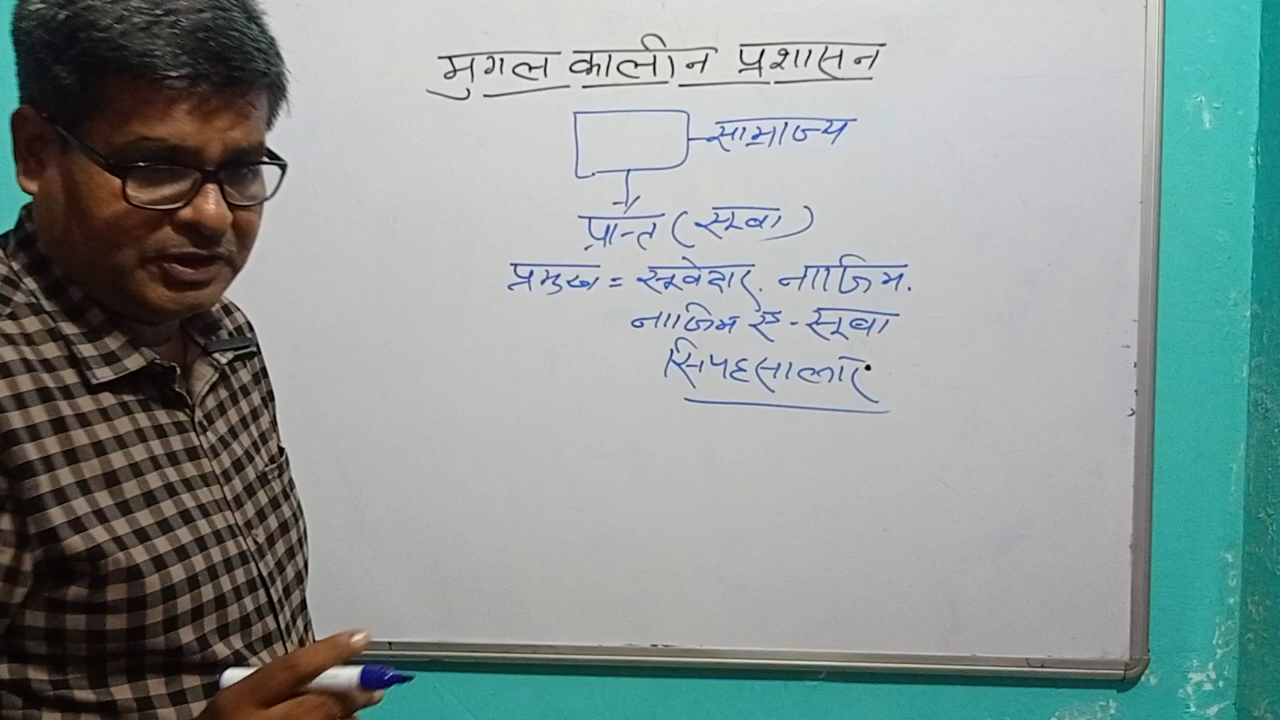 मुगल कालीन प्रशासन
साम्राज्य
प्रान्त (सूबा)
प्रमुख = सूबेदार. नाजिम.
नाजिम ए - सूबा
सिपहसालार